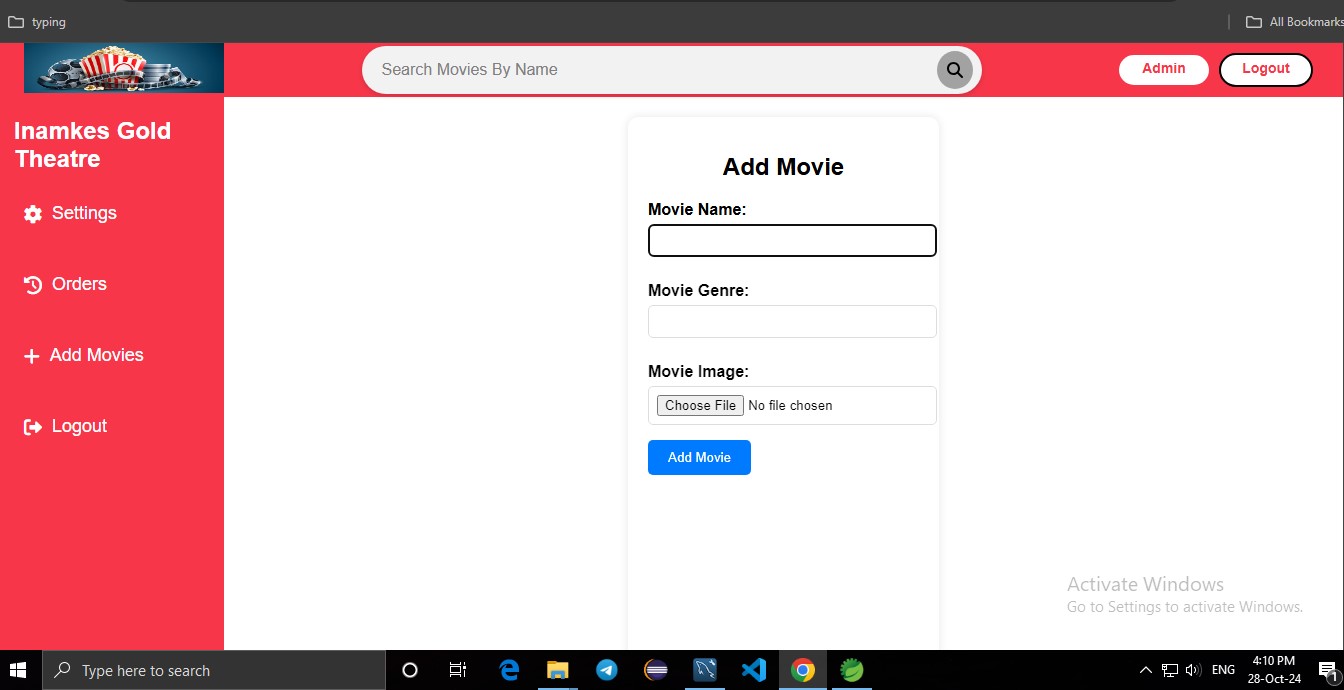 typing
All Bookmarks
Search Movies By Name
Admin
Logout
Inamkes Gold
Theatre
Settings
Orders
Add Movies
Logout
Add Movie
Movie Name:
Movie Genre:
Movie Image:
Choose File No file chosen
Add Movie
Activate Windows
Go to Settings to activate Windows.
Type here to search
ENG
4:10 PM
28-Oct-24
1